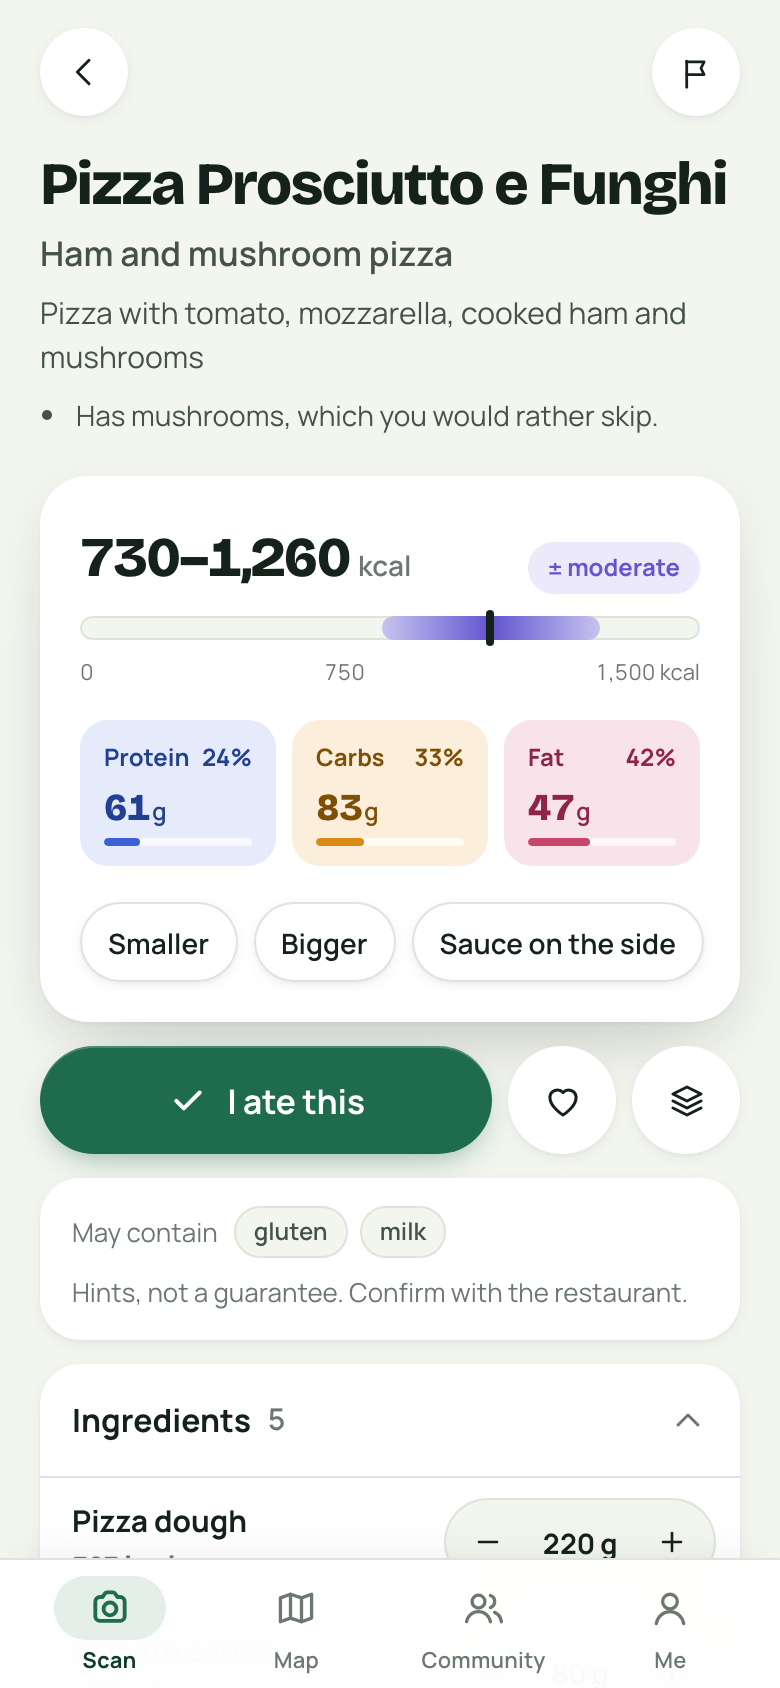 Pizza Prosciutto e Funghi
Ham and mushroom pizza
Pizza with tomato, mozzarella, cooked ham and
mushrooms
• Has mushrooms, which you would rather skip.
730–1,260 kcal
± moderate
0 750 1,500 kcal
Protein 24% Carbs 33% Fat 42%
61g 83g 47g
Smaller Bigger Sauce on the side
I ate this
May contain gluten milk
Hints, not a guarantee. Confirm with the restaurant.
Ingredients 5
Pizza dough
− 220 g +
80 g
Scan Map Community Me